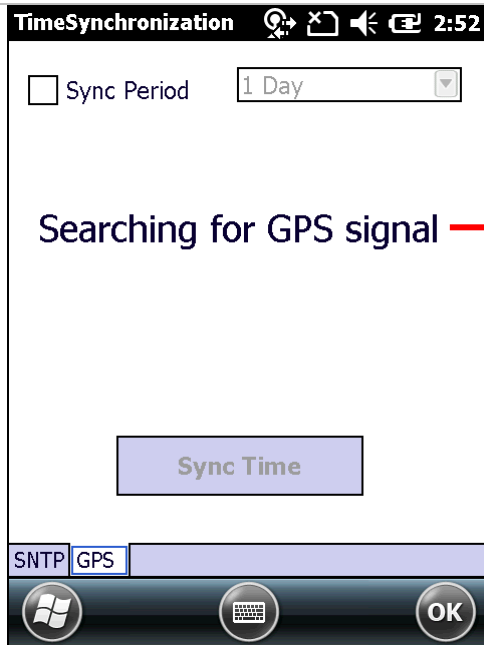 TimeSynchronization 2:52
Sync Period 1 Day
Searching for GPS signal
Sync Time
SNTP GPS
OK